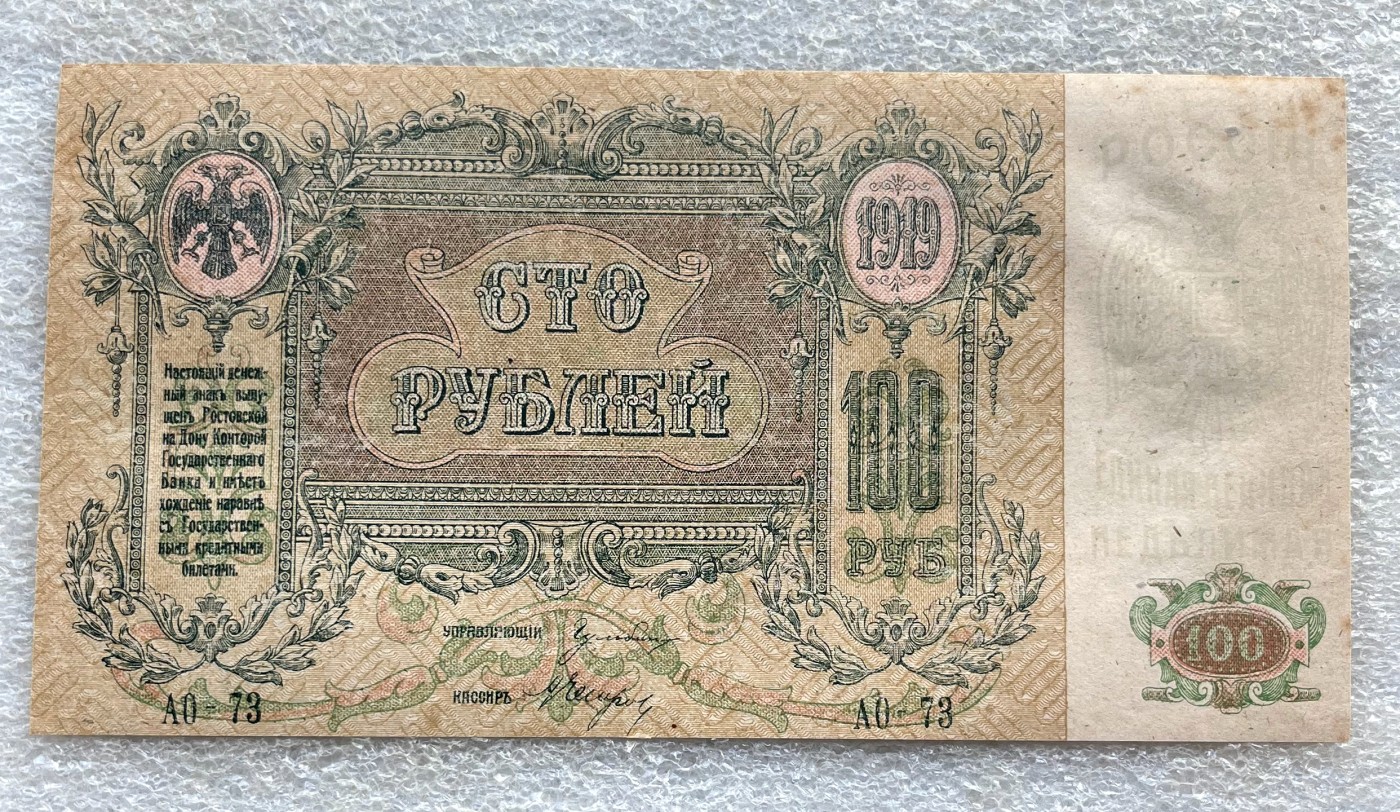 1919
СТО
РУБЛЕЙ
Настоящій денеж-
ный знакъ выпу-
щенъ Ростовской
на Дону Конторой
Государственнаго
Банка и имѣетъ
хожденіе наравнѣ
съ Государствен-
ными кредитными
билетами.
100
РУБ
УПРАВЛЯЮЩІЙ
КАССИРЪ
АО - 73
АО - 73
100